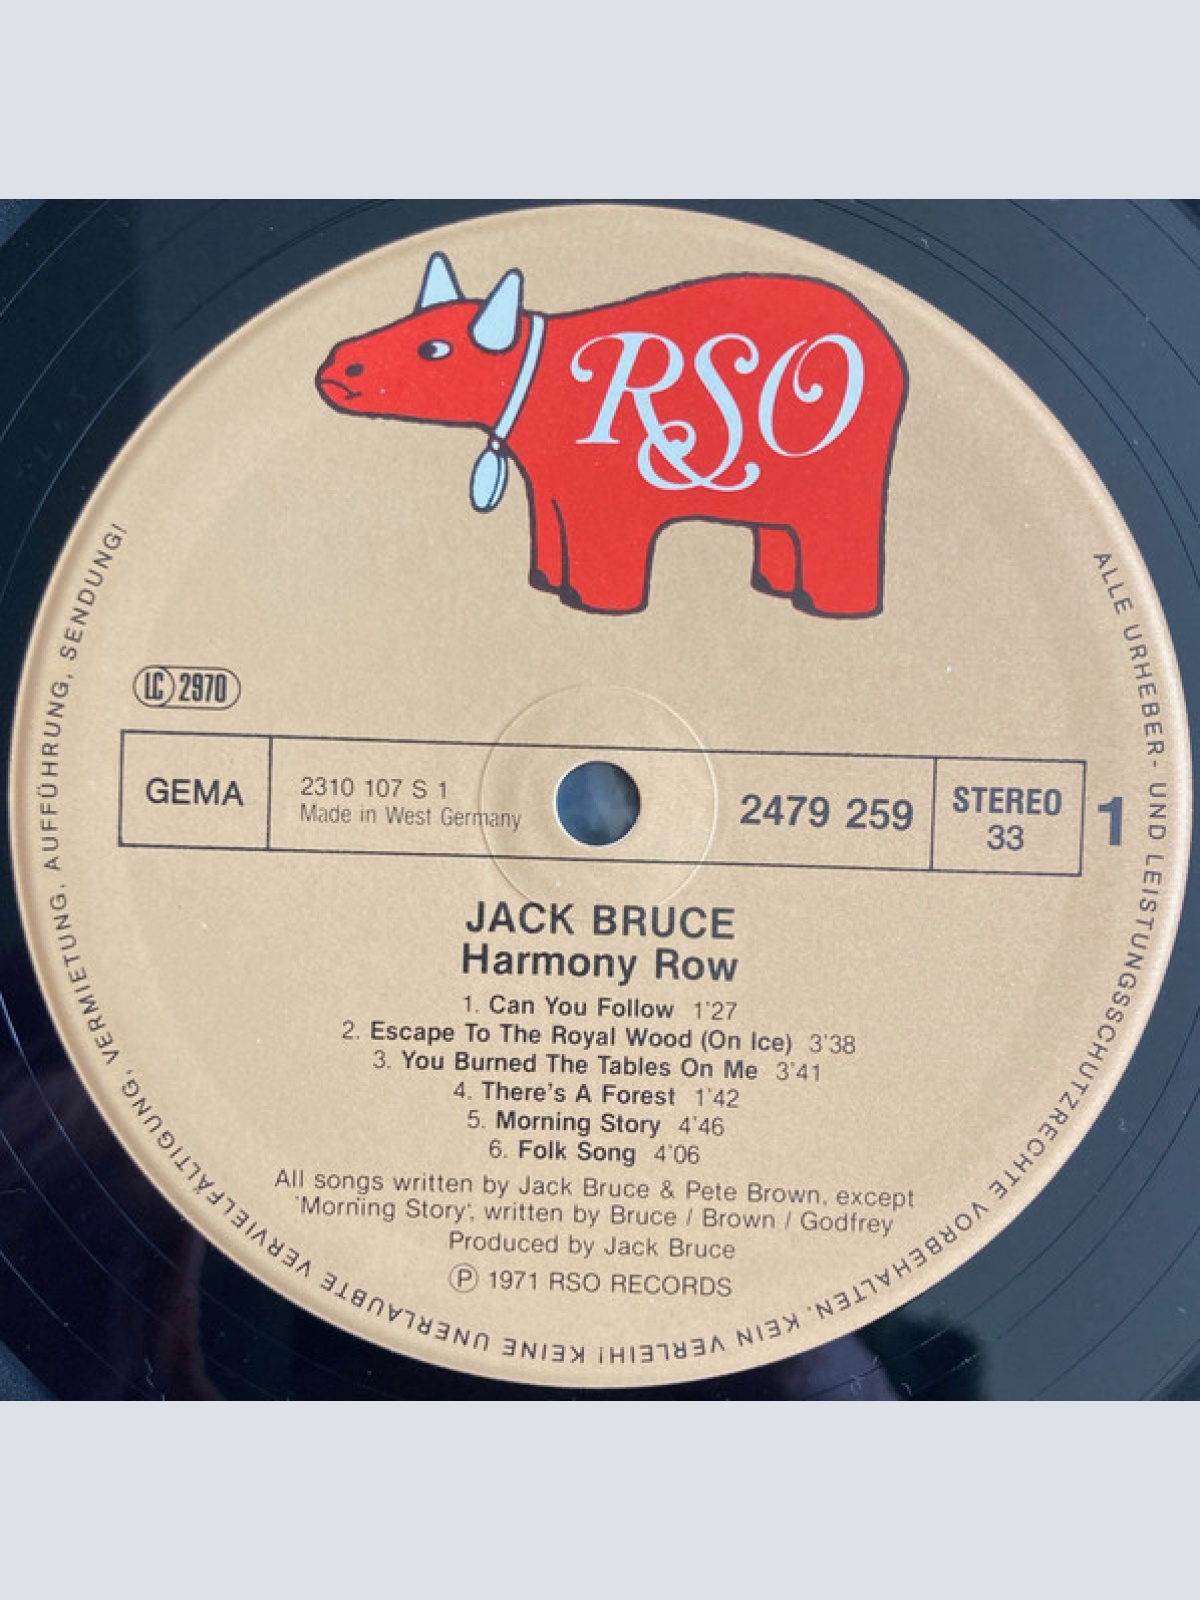 RSO
LC 2970
GEMA
2310 107 S 1
Made in West Germany
2479 259
STEREO
33
1
JACK BRUCE
Harmony Row
1. Can You Follow 1'27
2. Escape To The Royal Wood (On Ice) 3'38
3. You Burned The Tables On Me 3'41
4. There's A Forest 1'42
5. Morning Story 4'46
6. Folk Song 4'06
All songs written by Jack Bruce & Pete Brown, except
'Morning Story', written by Bruce / Brown / Godfrey
Produced by Jack Bruce
Ⓟ 1971 RSO RECORDS
ALLE URHEBER- UND LEISTUNGSSCHUTZRECHTE VORBEHALTEN. KEIN VERLEIH! KEINE UNERLAUBTE VERVIELFÄLTIGUNG, VERMIETUNG, AUFFÜHRUNG, SENDUNG!